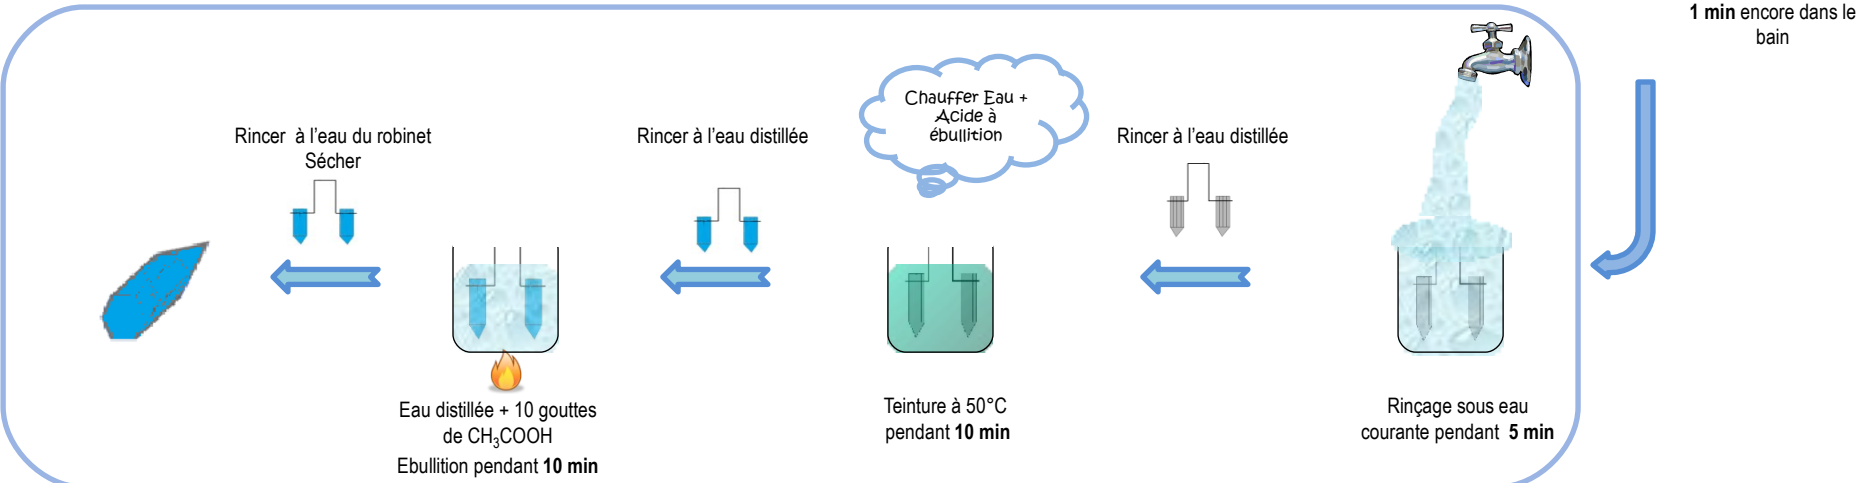 1 min encore dans le
bain
Chauffer Eau +
Acide à
ébullition
Rincer à l'eau du robinet
Sécher
Rincer à l'eau distillée
Rincer à l'eau distillée
Eau distillée + 10 gouttes
de CH₃COOH
Ebullition pendant 10 min
Teinture à 50°C
pendant 10 min
Rinçage sous eau
courante pendant 5 min